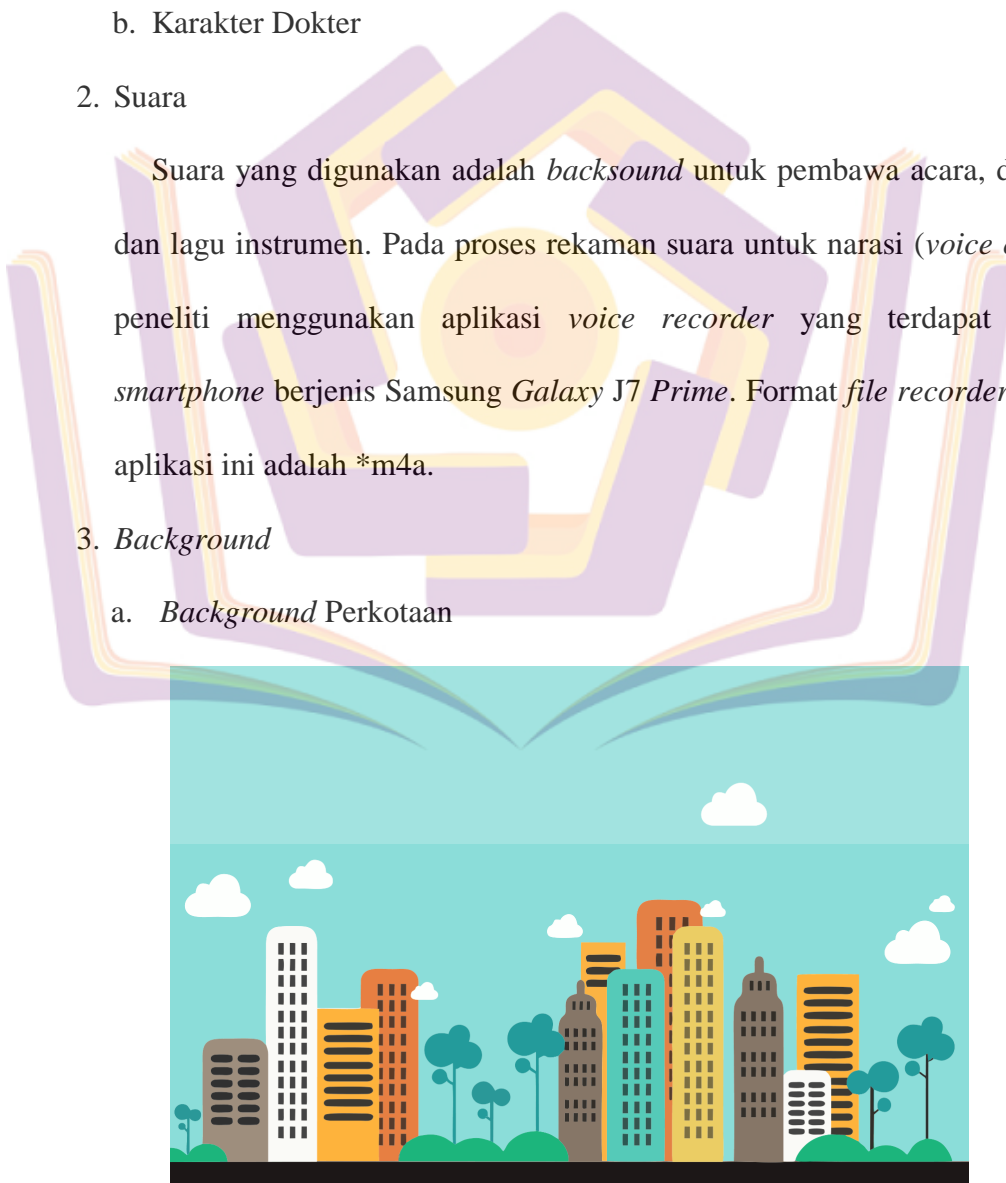 b. Karakter Dokter
2. Suara
Suara yang digunakan adalah backsound untuk pembawa acara,
dan lagu instrumen. Pada proses rekaman suara untuk narasi (voice
peneliti menggunakan aplikasi voice recorder yang terdapat
smartphone berjenis Samsung Galaxy J7 Prime. Format file recorder
aplikasi ini adalah *m4a.
3. Background
a. Background Perkotaan